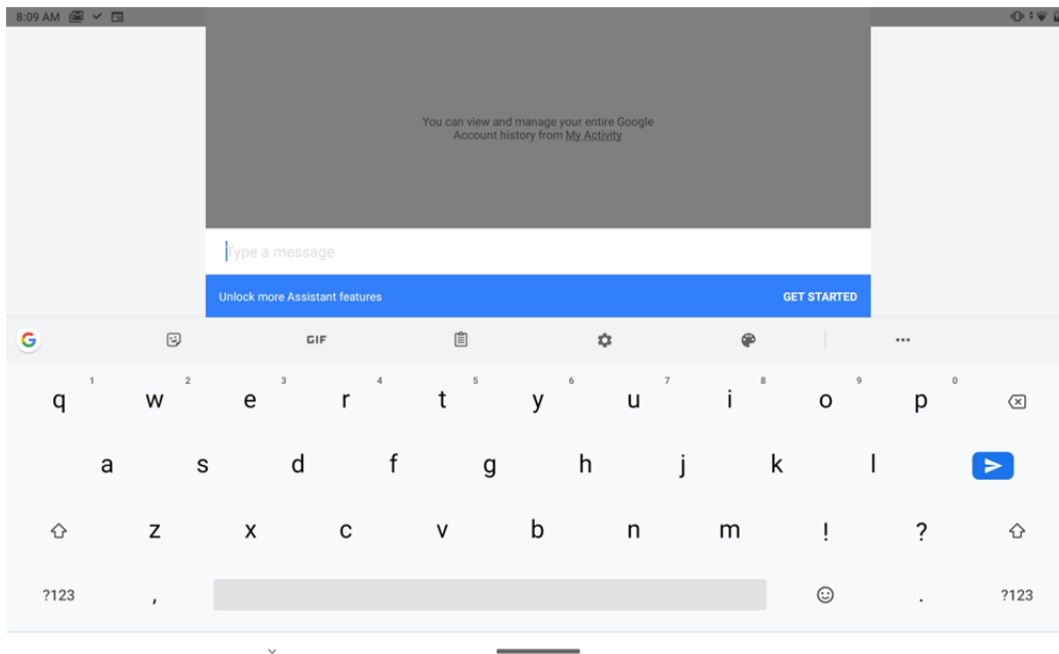 8:09 AM
You can view and manage your entire Google
Account history from My Activity
Type a message
Unlock more Assistant features GET STARTED
G GIF
1 2 3 4 5 6 7 8 9 0
q w e r t y u i o p
a s d f g h j k l
z x c v b n m ! ?
?123 , . ?123